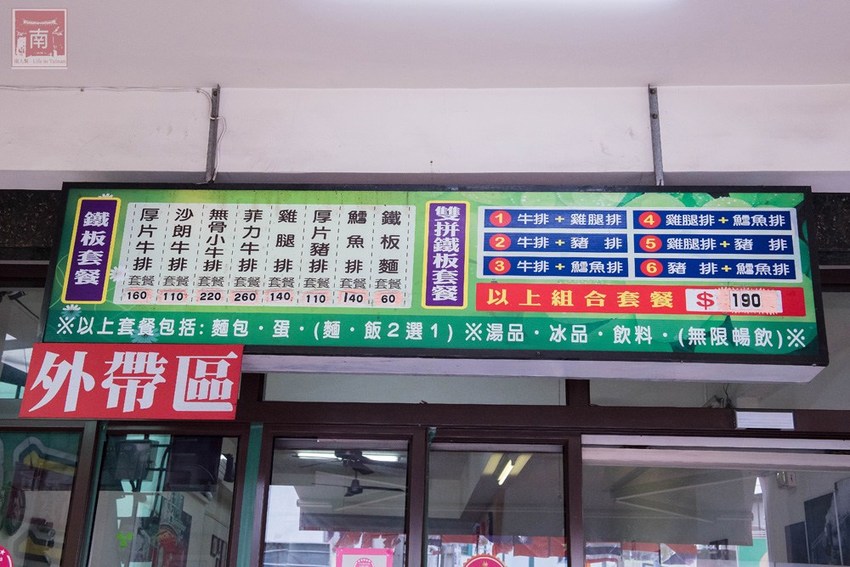 南
鐵板套餐
厚片牛排套餐 160
沙朗牛排套餐 110
無骨小牛排套餐 220
菲力牛排套餐 260
雞腿排套餐 140
厚片豬排套餐 110
鱈魚排套餐 140
鐵板麵套餐 60
雙拼鐵板套餐
1 牛排+雞腿排
2 牛排+豬排
3 牛排+鱈魚排
4 雞腿排+鱈魚排
5 雞腿排+豬排
6 豬排+鱈魚排
以上組合套餐 $ 190
※以上套餐包括:麵包·蛋·(麵·飯2選1)※湯品·冰品·飲料·(無限暢飲)※
外帶區